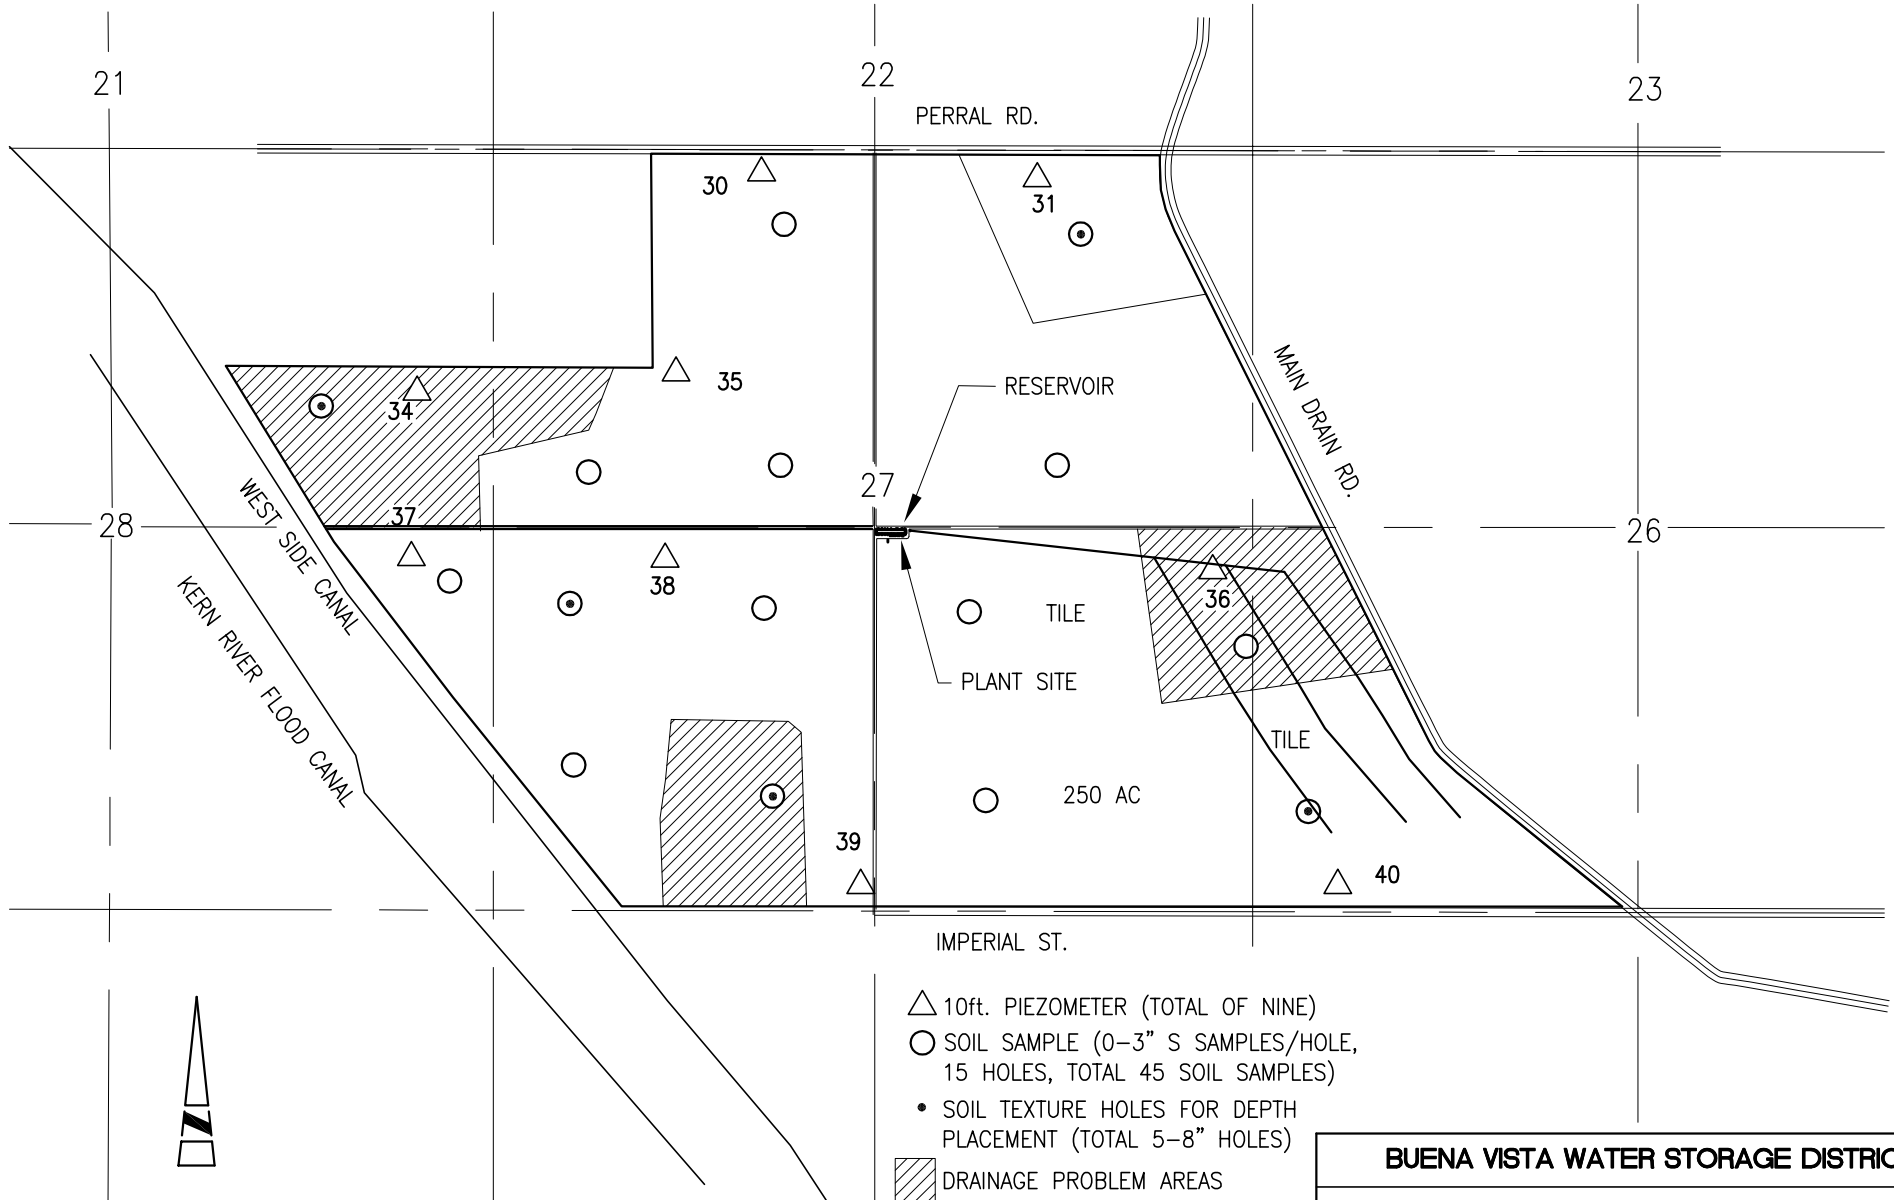 21
22
23
PERRAL RD.
30
31
35
RESERVOIR
34
MAIN DRAIN RD.
27
37
28
26
WEST SIDE CANAL
38
36
TILE
KERN RIVER FLOOD CANAL
PLANT SITE
TILE
250 AC
39
40
IMPERIAL ST.
10ft. PIEZOMETER (TOTAL OF NINE)
SOIL SAMPLE (0-3" S SAMPLES/HOLE,
15 HOLES, TOTAL 45 SOIL SAMPLES)
SOIL TEXTURE HOLES FOR DEPTH
PLACEMENT (TOTAL 5-8" HOLES)
DRAINAGE PROBLEM AREAS
N
BUENA VISTA WATER STORAGE DISTRIC